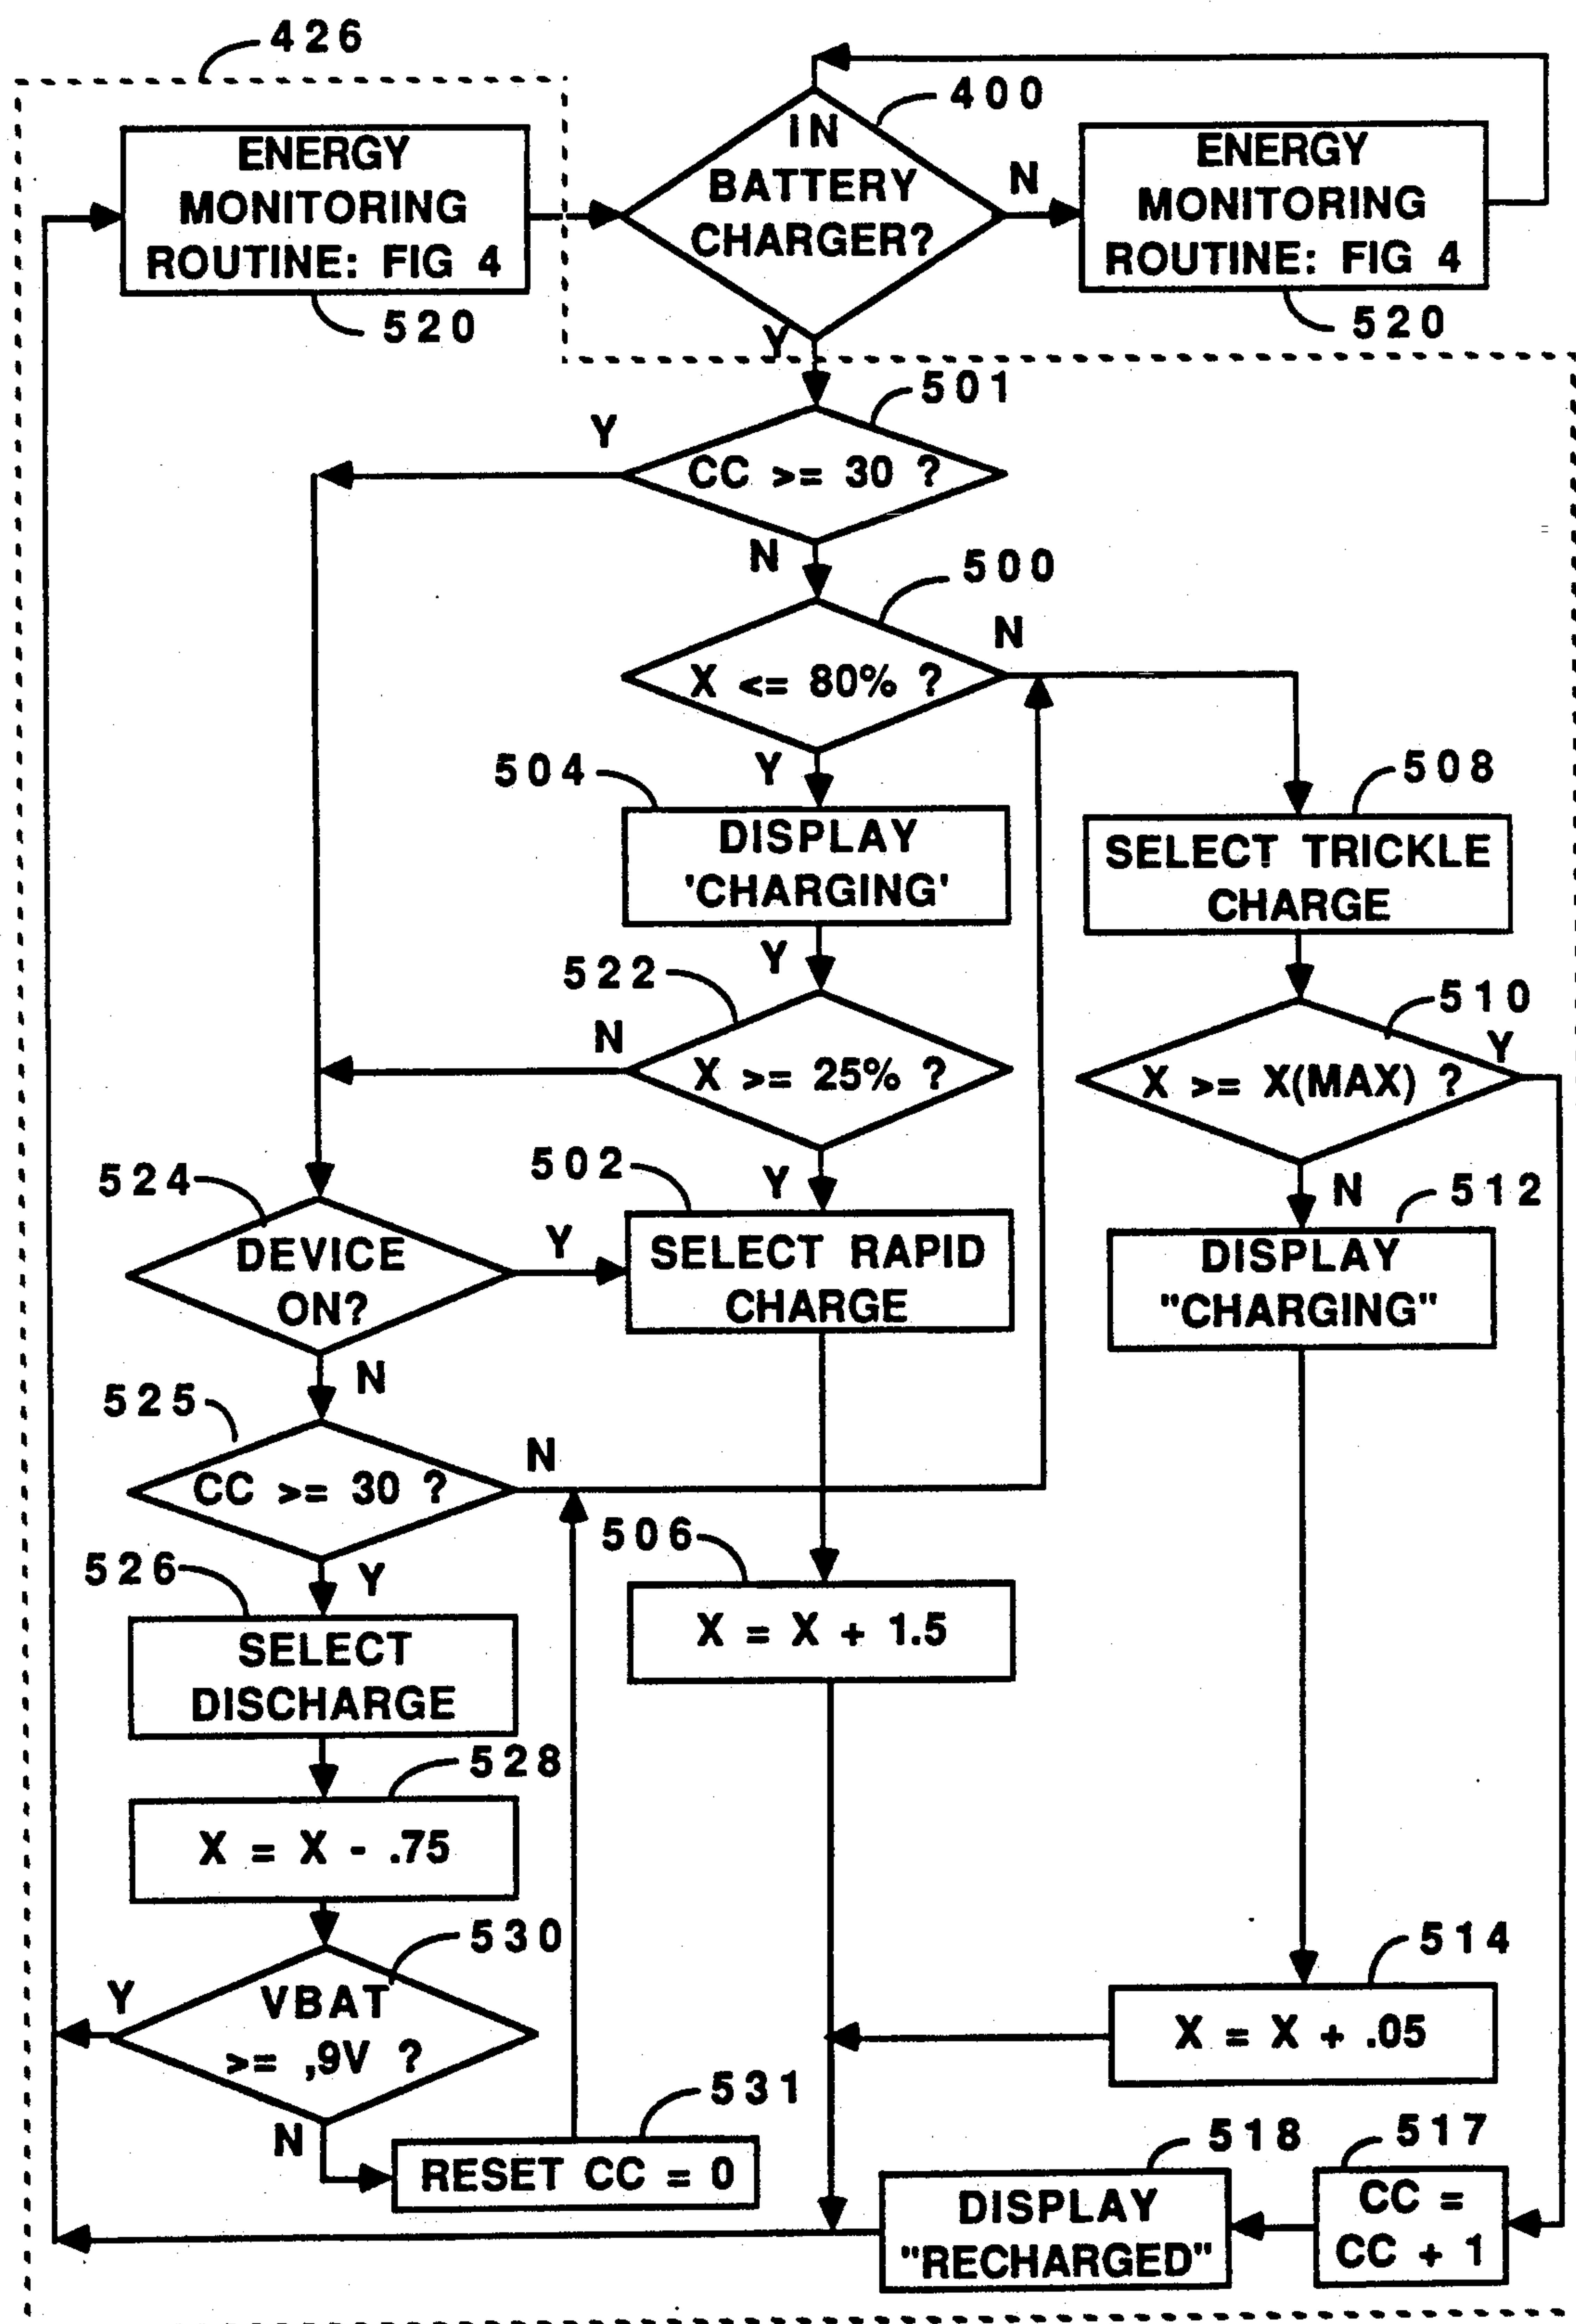 426
ENERGY
MONITORING
ROUTINE: FIG 4
520
IN
BATTERY
CHARGER?
400
N
Y
ENERGY
MONITORING
ROUTINE: FIG 4
520
501
Y
CC >= 30 ?
N
500
N
X <= 80% ?
Y
504
DISPLAY
'CHARGING'
Y
508
SELECT TRICKLE
CHARGE
522
N
X >= 25% ?
Y
510
Y
X >= X(MAX) ?
N
524
DEVICE
ON?
Y
N
502
SELECT RAPID
CHARGE
512
DISPLAY
"CHARGING"
525
CC >= 30 ?
N
Y
526
SELECT
DISCHARGE
506
X = X + 1.5
528
X = X - .75
530
Y
VBAT
>= ,9V ?
N
514
X = X + .05
531
RESET CC = 0
518
DISPLAY
"RECHARGED"
517
CC =
CC + 1